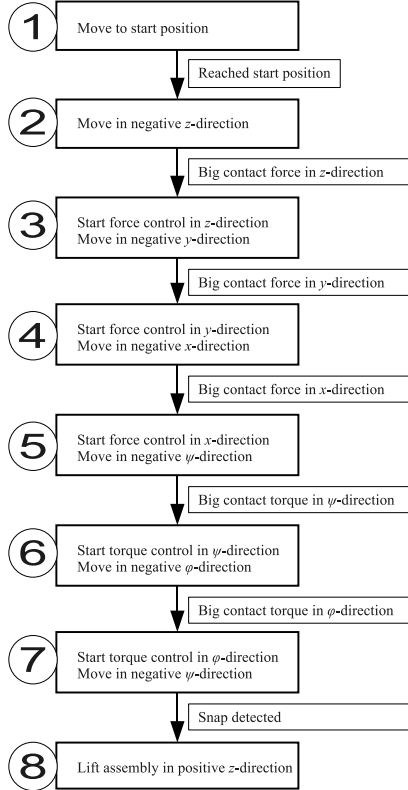 1
Move to start position
Reached start position
2
Move in negative z-direction
Big contact force in z-direction
3
Start force control in z-direction
Move in negative y-direction
Big contact force in y-direction
4
Start force control in y-direction
Move in negative x-direction
Big contact force in x-direction
5
Start force control in x-direction
Move in negative ψ-direction
Big contact torque in ψ-direction
6
Start torque control in ψ-direction
Move in negative φ-direction
Big contact torque in φ-direction
7
Start torque control in φ-direction
Move in negative ψ-direction
Snap detected
8
Lift assembly in positive z-direction